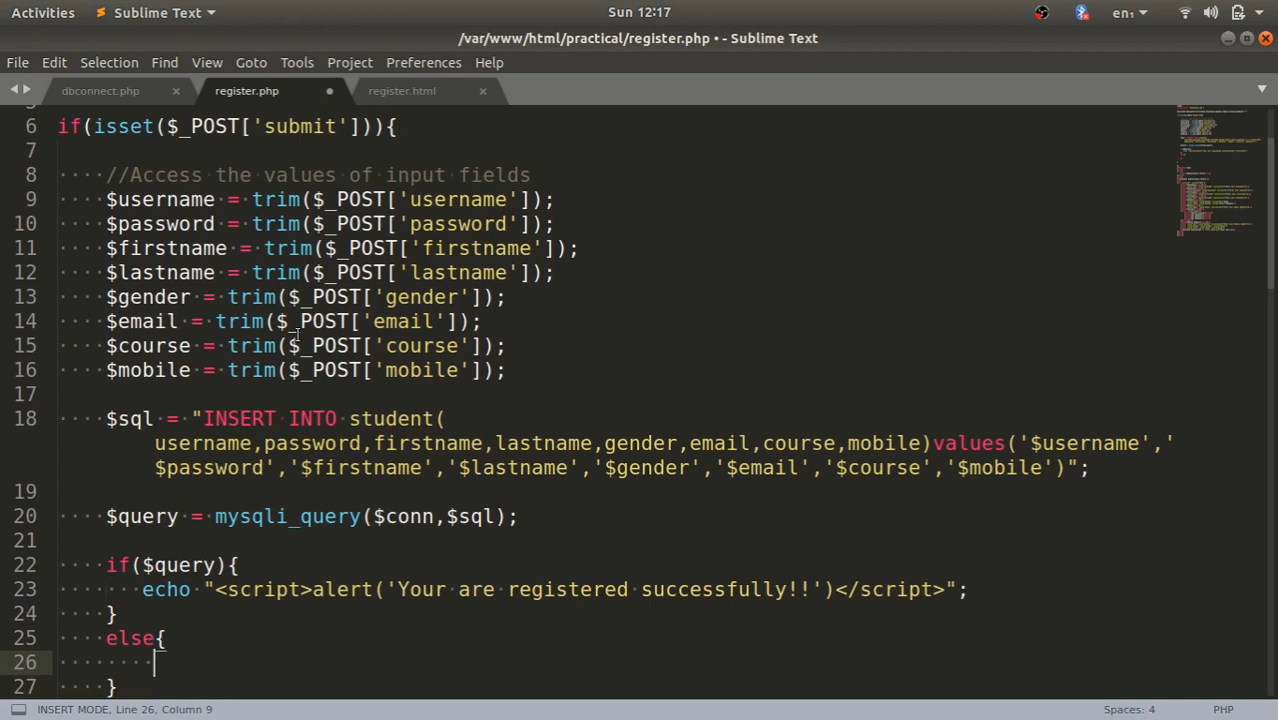 Activities
Sublime Text
Sun 12:17
en₁
/var/www/html/practical/register.php • - Sublime Text
File Edit Selection Find View Goto Tools Project Preferences Help
dbconnect.php × register.php register.html ×
6 if(isset($_POST['submit'])){
7
8 //Access the values of input fields
9 $username = trim($_POST['username']);
10 $password = trim($_POST['password']);
11 $firstname = trim($_POST['firstname']);
12 $lastname = trim($_POST['lastname']);
13 $gender = trim($_POST['gender']);
14 $email = trim($_POST['email']);
15 $course = trim($_POST['course']);
16 $mobile = trim($_POST['mobile']);
17
18 $sql = "INSERT INTO student(
username,password,firstname,lastname,gender,email,course,mobile)values('$username','
$password','$firstname','$lastname','$gender','$email','$course','$mobile')";
19
20 $query = mysqli_query($conn,$sql);
21
22 if($query){
23 echo "<script>alert('Your are registered successfully!!')</script>";
24 }
25 else{
26
27 }
INSERT MODE, Line 26, Column 9
Spaces: 4
PHP